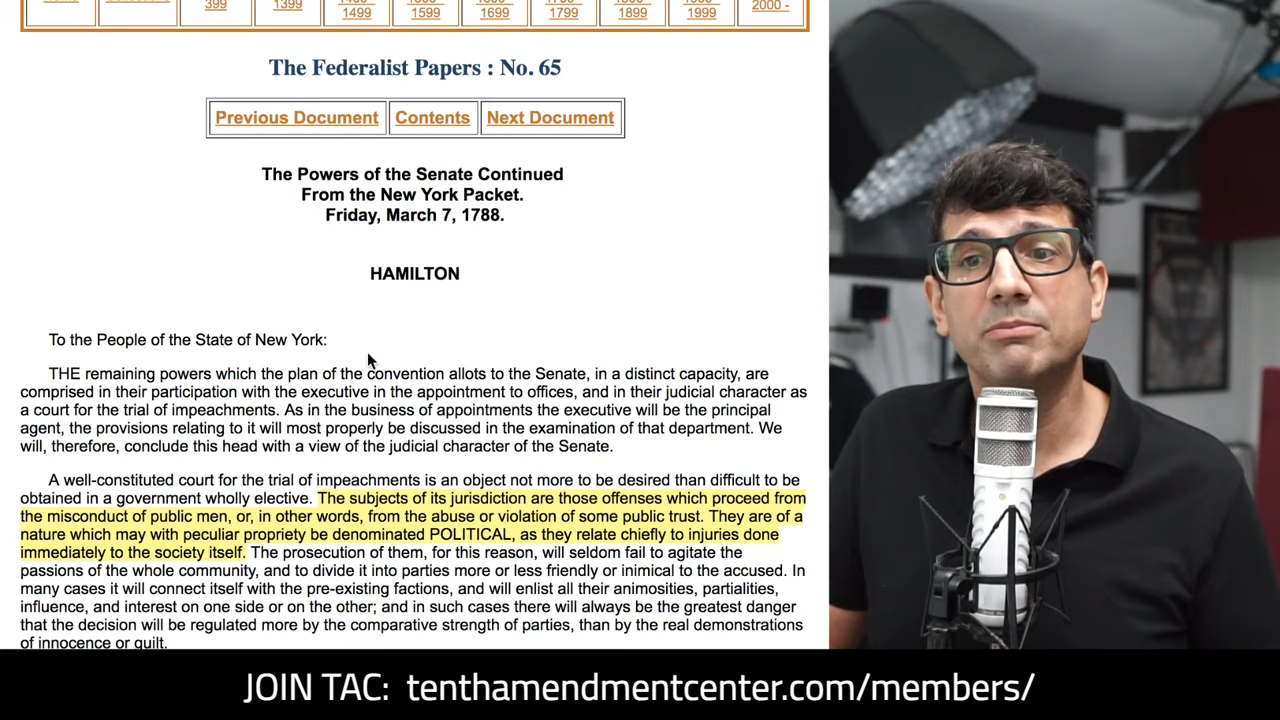 399
1399
1499
1599
1699
1799
1899
1999
2000 -
The Federalist Papers : No. 65
Previous Document
Contents
Next Document
The Powers of the Senate Continued
From the New York Packet.
Friday, March 7, 1788.
HAMILTON
To the People of the State of New York:
THE remaining powers which the plan of the convention allots to the Senate, in a distinct capacity, are
comprised in their participation with the executive in the appointment to offices, and in their judicial character as
a court for the trial of impeachments. As in the business of appointments the executive will be the principal
agent, the provisions relating to it will most properly be discussed in the examination of that department. We
will, therefore, conclude this head with a view of the judicial character of the Senate.
A well-constituted court for the trial of impeachments is an object not more to be desired than difficult to be
obtained in a government wholly elective. The subjects of its jurisdiction are those offenses which proceed from
the misconduct of public men, or, in other words, from the abuse or violation of some public trust. They are of a
nature which may with peculiar propriety be denominated POLITICAL, as they relate chiefly to injuries done
immediately to the society itself. The prosecution of them, for this reason, will seldom fail to agitate the
passions of the whole community, and to divide it into parties more or less friendly or inimical to the accused. In
many cases it will connect itself with the pre-existing factions, and will enlist all their animosities, partialities,
influence, and interest on one side or on the other; and in such cases there will always be the greatest danger
that the decision will be regulated more by the comparative strength of parties, than by the real demonstrations
of innocence or guilt.
JOIN TAC: tenthamendmentcenter.com/members/